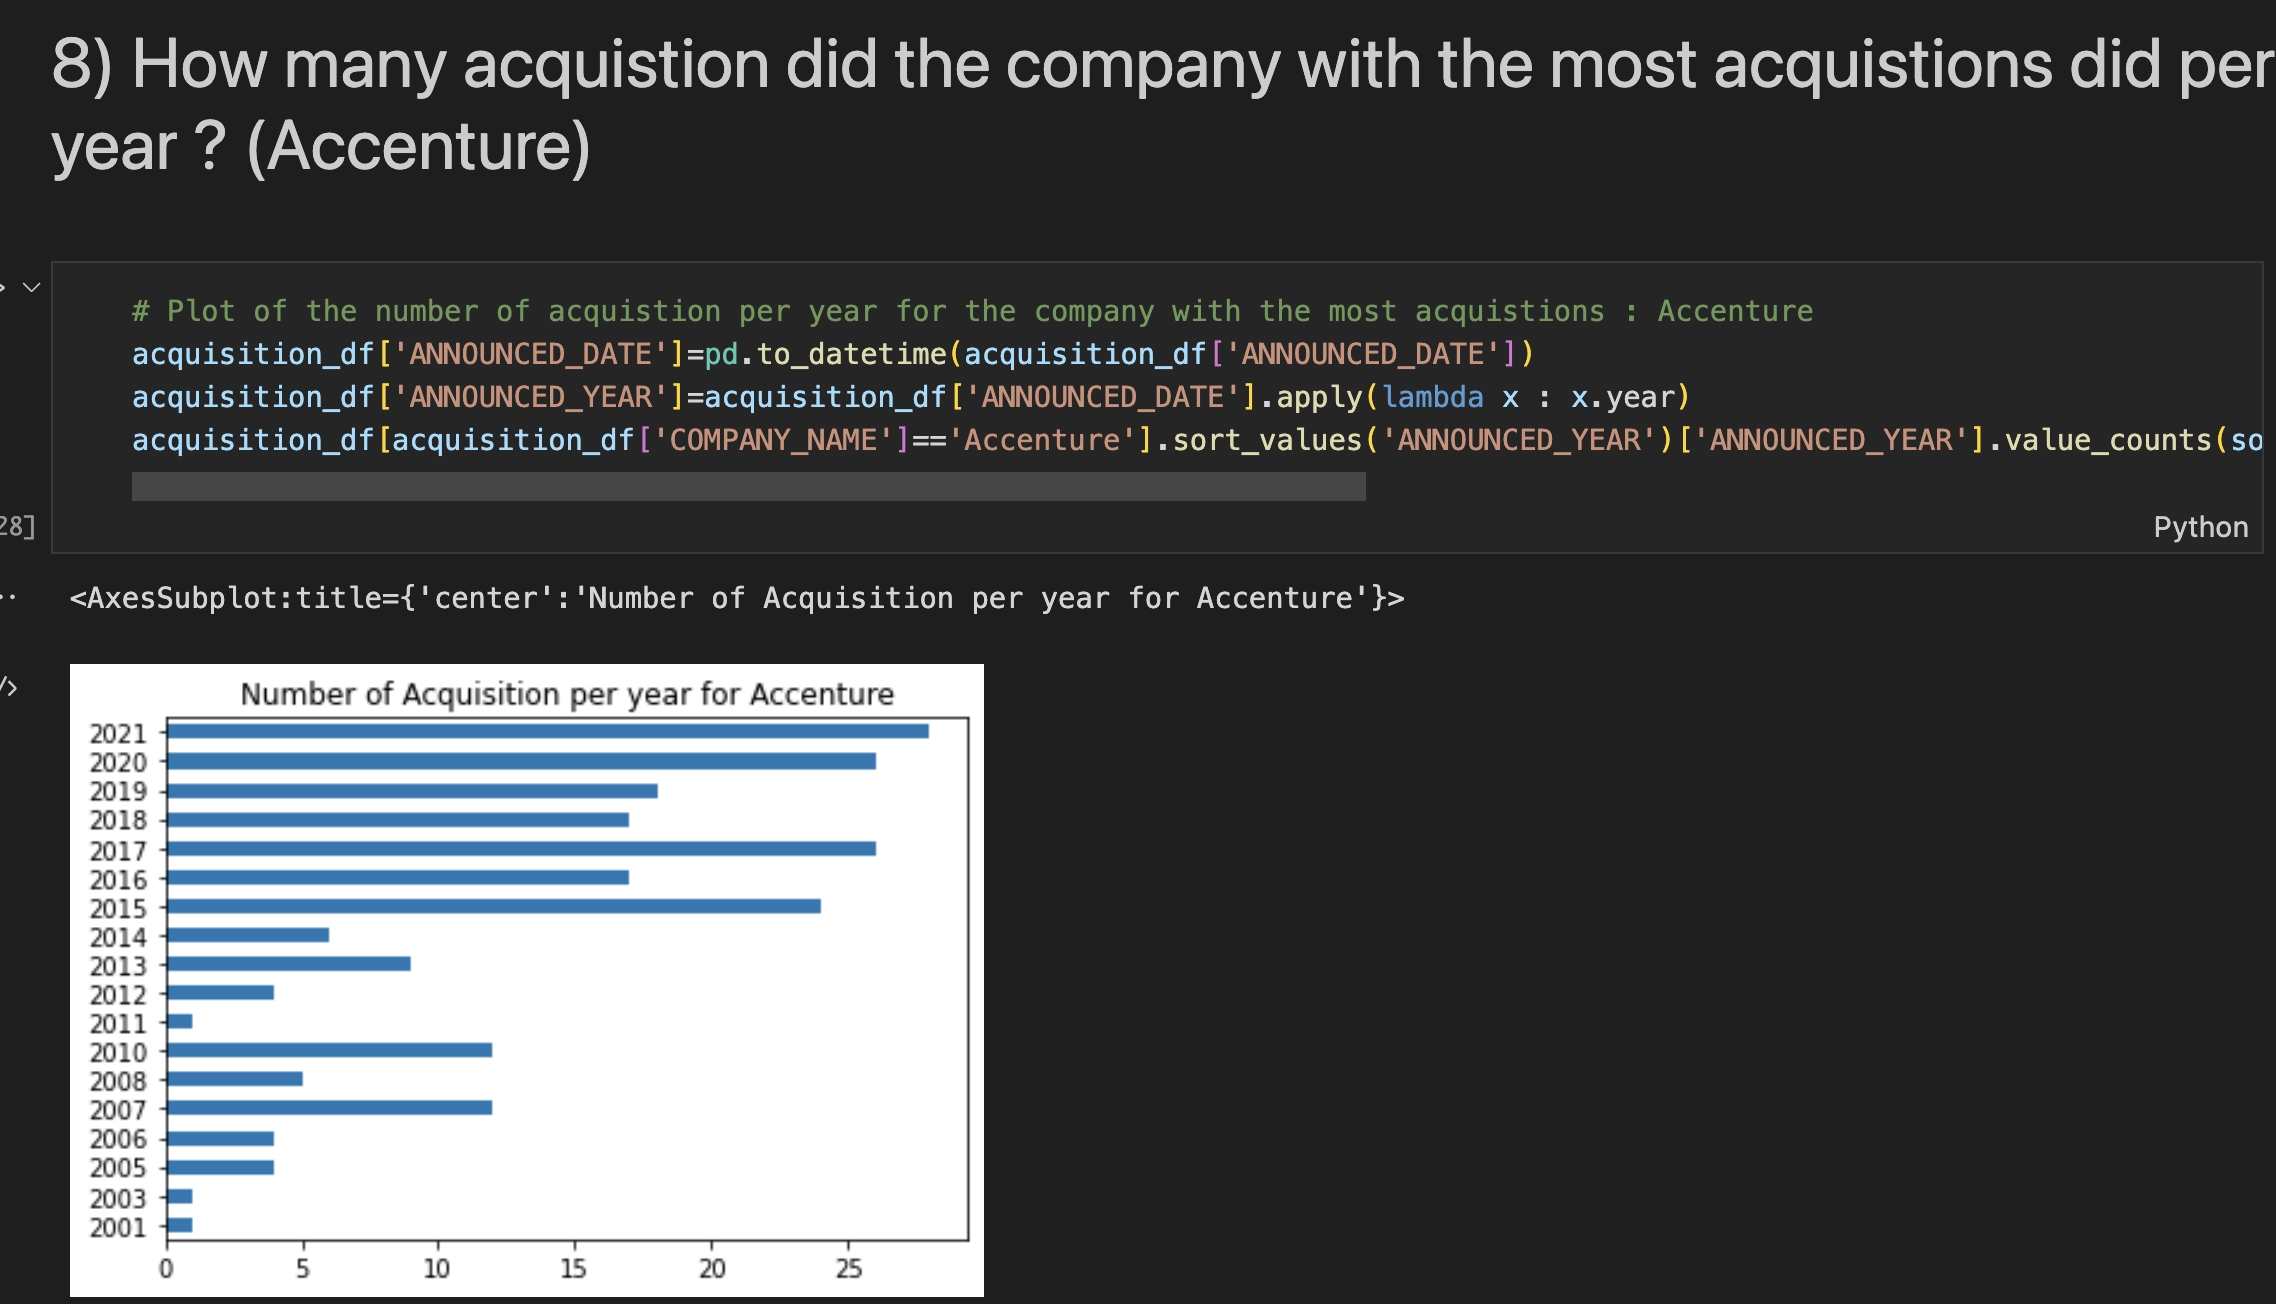 8) How many acquistion did the company with the most acquistions did per
year ? (Accenture)
# Plot of the number of acquistion per year for the company with the most acquistions : Accenture
acquisition_df['ANNOUNCED_DATE']=pd.to_datetime(acquisition_df['ANNOUNCED_DATE'])
acquisition_df['ANNOUNCED_YEAR']=acquisition_df['ANNOUNCED_DATE'].apply(lambda x : x.year)
acquisition_df[acquisition_df['COMPANY_NAME']=='Accenture'].sort_values('ANNOUNCED_YEAR')['ANNOUNCED_YEAR'].value_counts(so
28]
Python
<AxesSubplot:title={'center':'Number of Acquisition per year for Accenture'}>
Number of Acquisition per year for Accenture
2021
2020
2019
2018
2017
2016
2015
2014
2013
2012
2011
2010
2008
2007
2006
2005
2003
2001
0 5 10 15 20 25